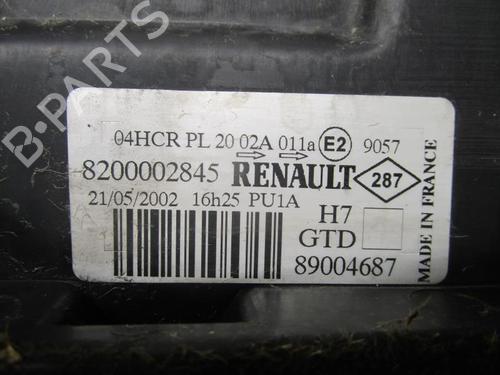 04HCR PL 20 02A 011a E2 9057
8200002845 RENAULT 287
21/05/2002 16h25 PU1A
H7
GTD
89004687
MADE IN FRANCE
B-PARTS